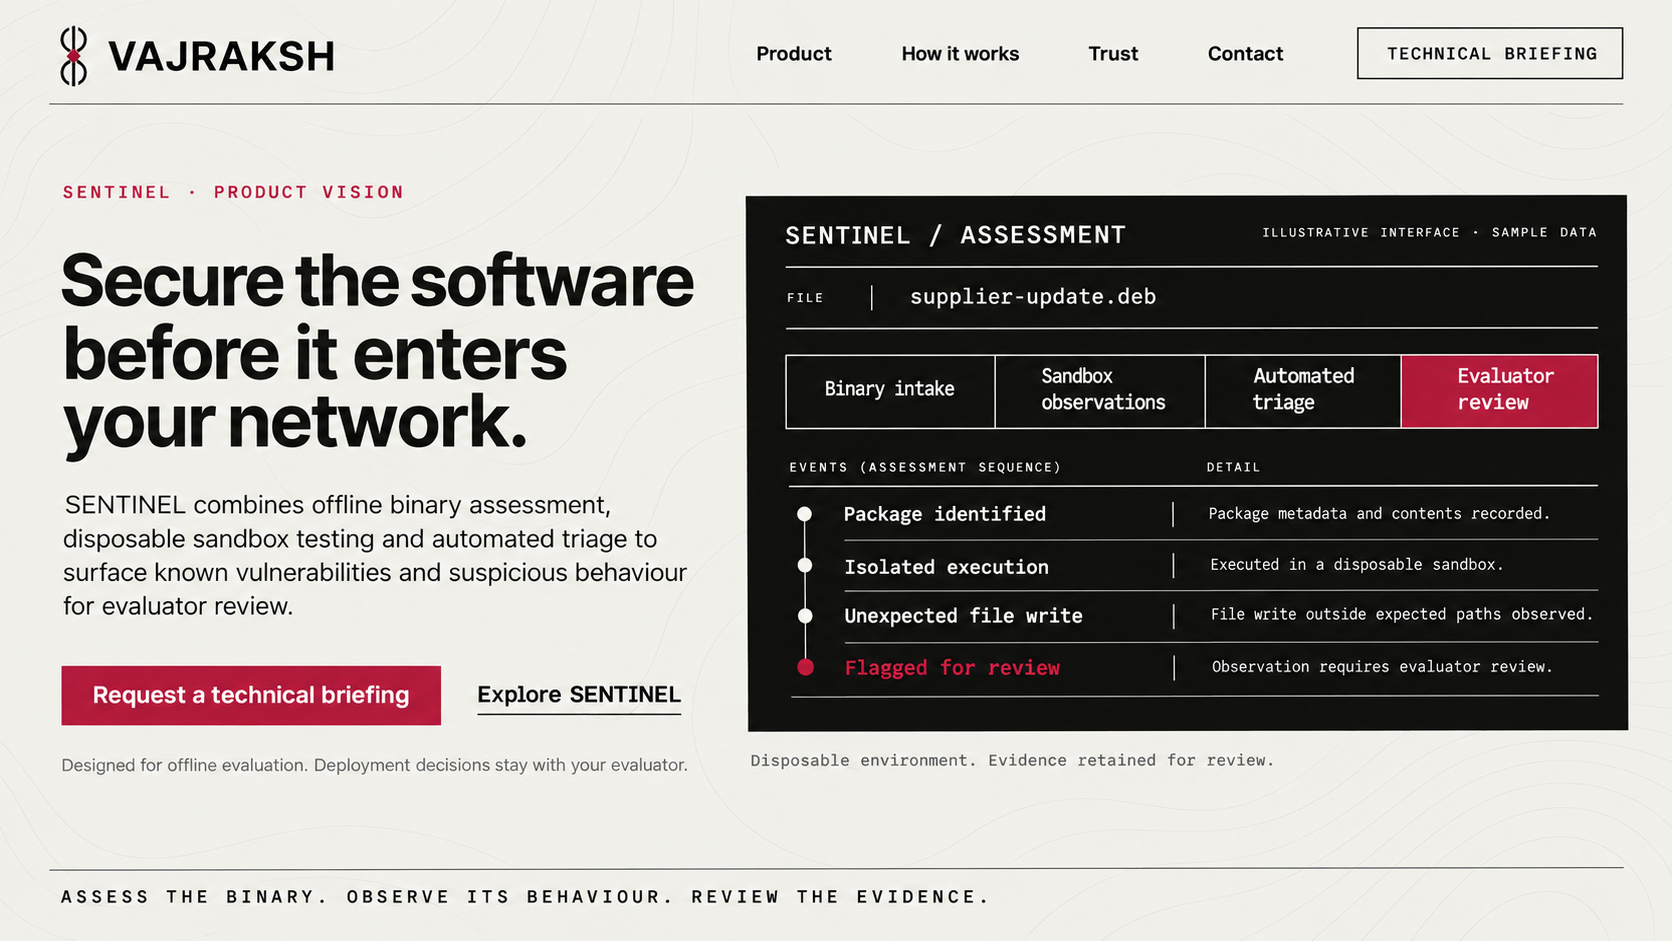 VAJRAKSH
Product
How it works
Trust
Contact
TECHNICAL BRIEFING
SENTINEL · PRODUCT VISION
Secure the software
before it enters
your network.
SENTINEL combines offline binary assessment,
disposable sandbox testing and automated triage to
surface known vulnerabilities and suspicious behaviour
for evaluator review.
Request a technical briefing
Explore SENTINEL
Designed for offline evaluation. Deployment decisions stay with your evaluator.
SENTINEL / ASSESSMENT
ILLUSTRATIVE INTERFACE · SAMPLE DATA
FILE | supplier-update.deb
Binary intake
Sandbox
observations
Automated
triage
Evaluator
review
EVENTS (ASSESSMENT SEQUENCE)
DETAIL
Package identified | Package metadata and contents recorded.
Isolated execution | Executed in a disposable sandbox.
Unexpected file write | File write outside expected paths observed.
Flagged for review | Observation requires evaluator review.
Disposable environment. Evidence retained for review.
ASSESS THE BINARY. OBSERVE ITS BEHAVIOUR. REVIEW THE EVIDENCE.